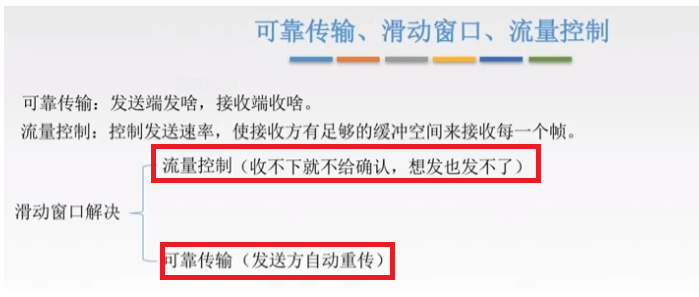 可靠传输、滑动窗口、流量控制
可靠传输：发送端发啥，接收端收啥。
流量控制：控制发送速率，使接收方有足够的缓冲空间来接收每一个帧。
流量控制（收不下就不给确认，想发也发不了）
滑动窗口解决
可靠传输（发送方自动重传）